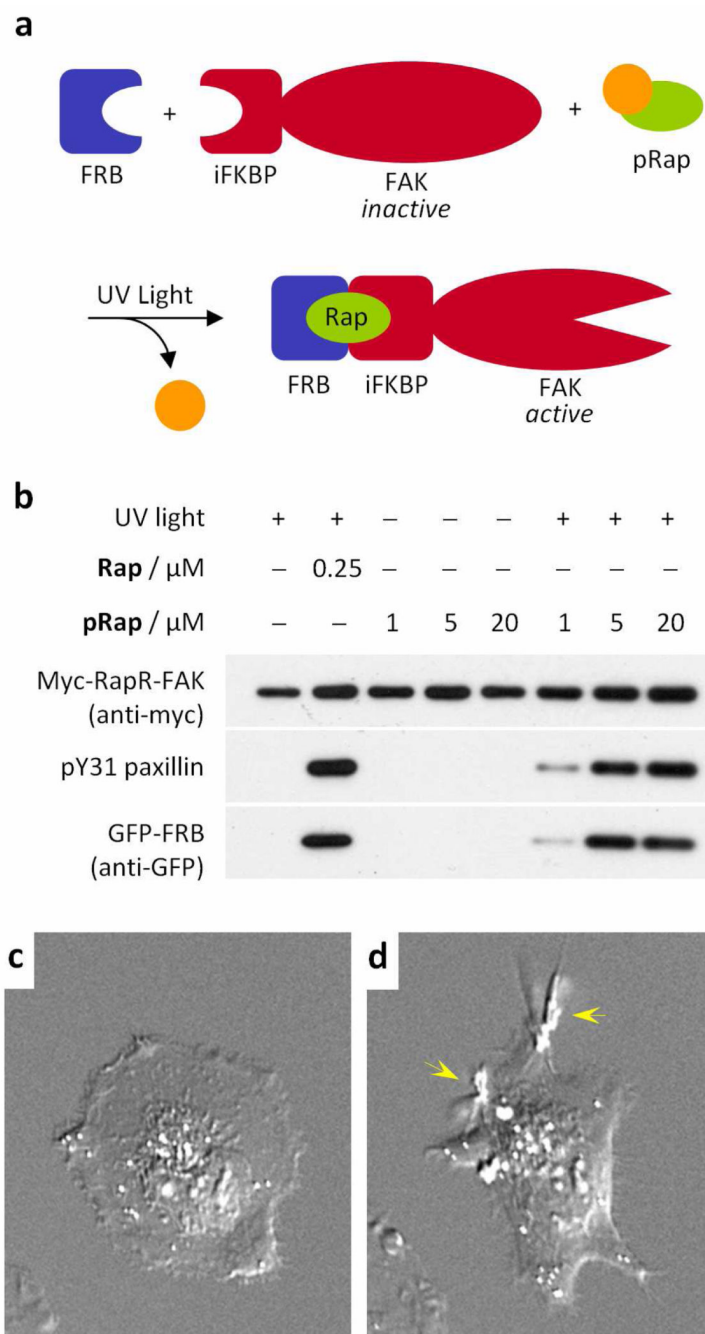 a
+
+
FRB
iFKBP
FAK
inactive
pRap
UV Light
Rap
FRB
iFKBP
FAK
active
b
UV light + + – – – + + +
Rap / μM – 0.25 – – – – – –
pRap / μM – – 1 5 20 1 5 20
Myc-RapR-FAK
(anti-myc)
pY31 paxillin
GFP-FRB
(anti-GFP)
c
d